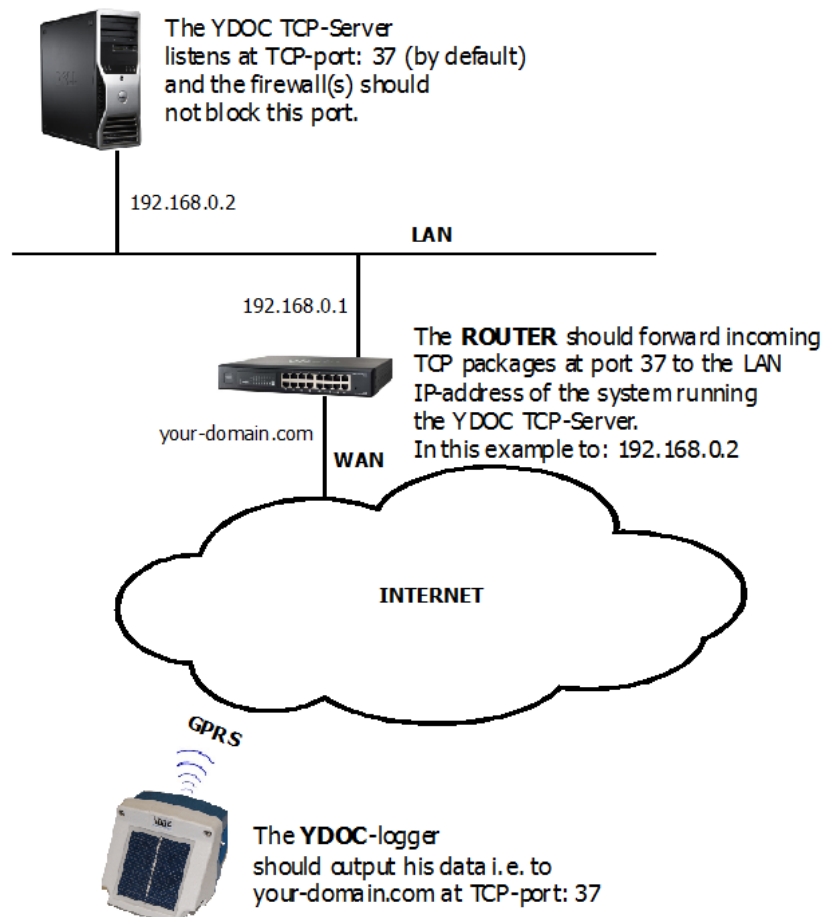 The YDOC TCP-Server
listens at TCP-port: 37 (by default)
and the firewall(s) should
not block this port.
192.168.0.2
LAN
192.168.0.1
The ROUTER should forward incoming
TCP packages at port 37 to the LAN
IP-address of the system running
the YDOC TCP-Server.
In this example to: 192.168.0.2
your-domain.com
WAN
INTERNET
GPRS
YDOC
The YDOC-logger
should output his data i.e. to
your-domain.com at TCP-port: 37